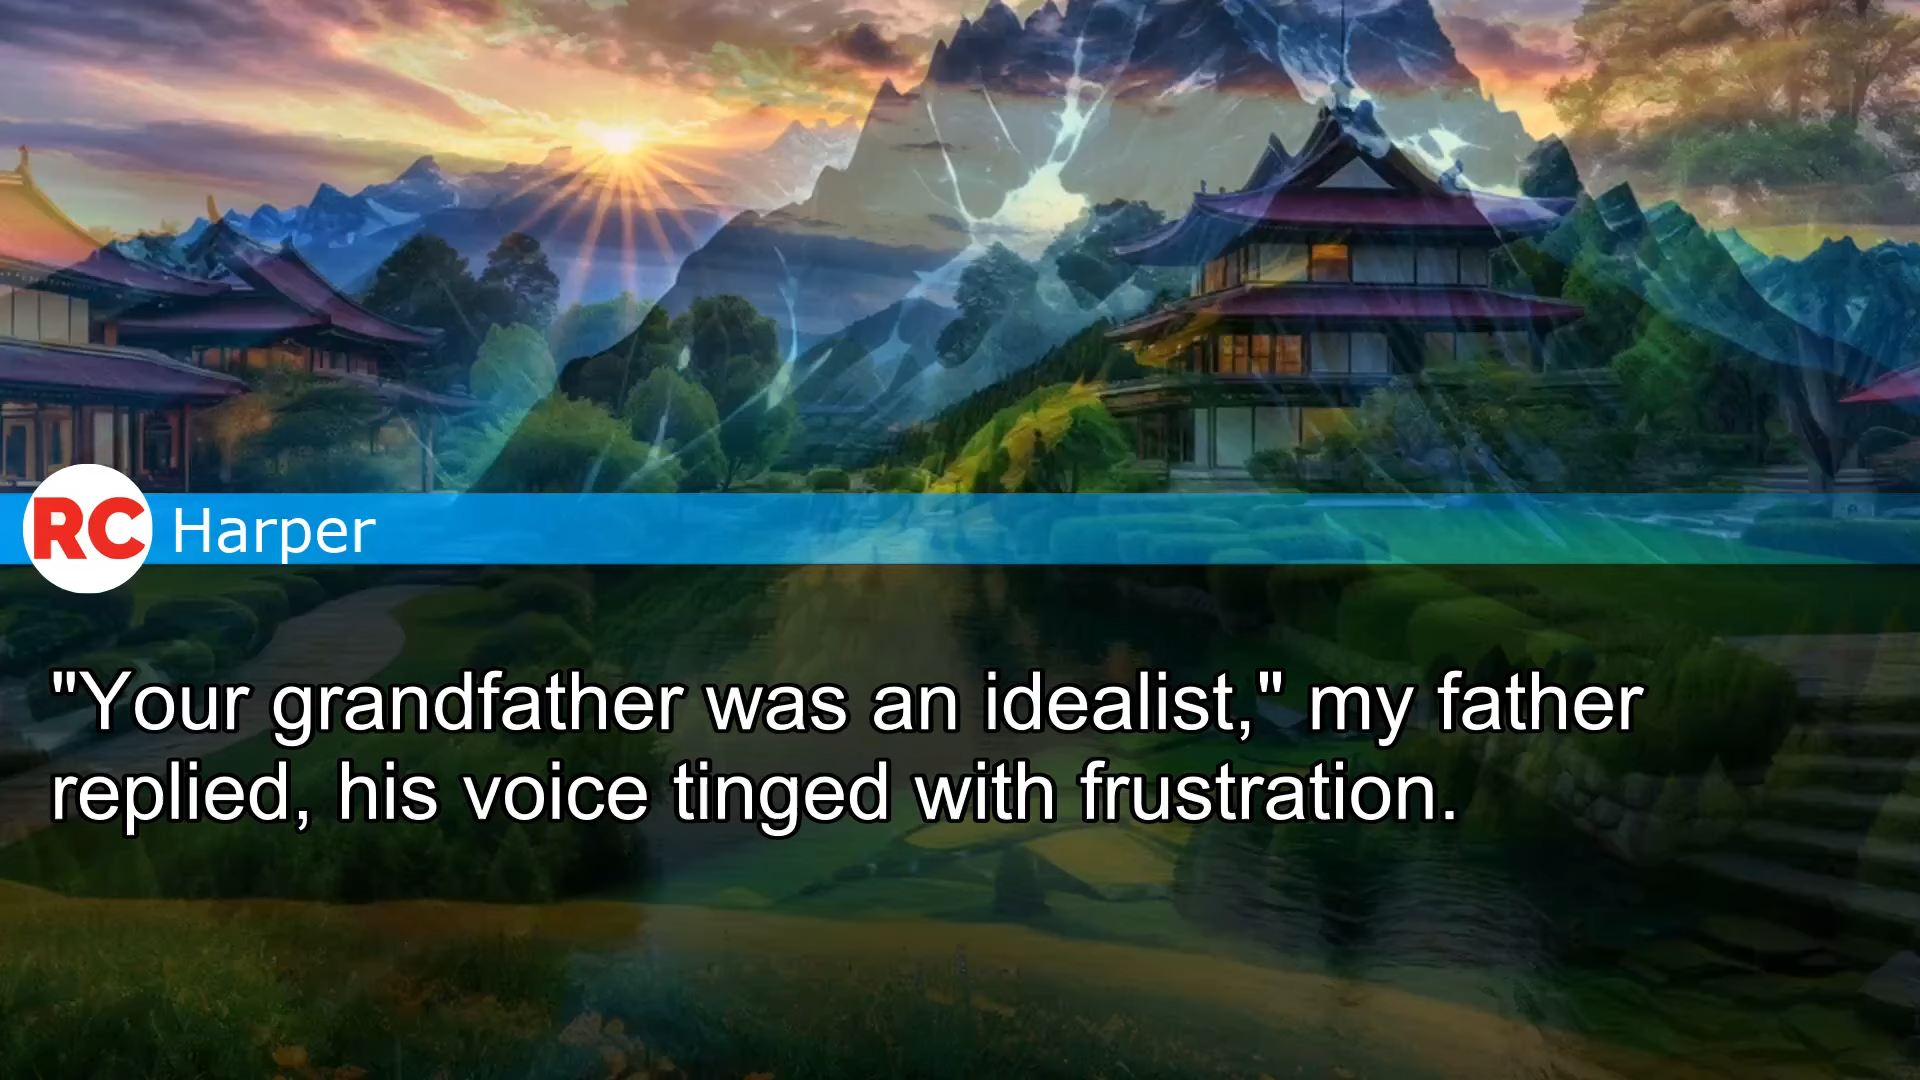 RC Harper
"Your grandfather was an idealist," my father
replied, his voice tinged with frustration.